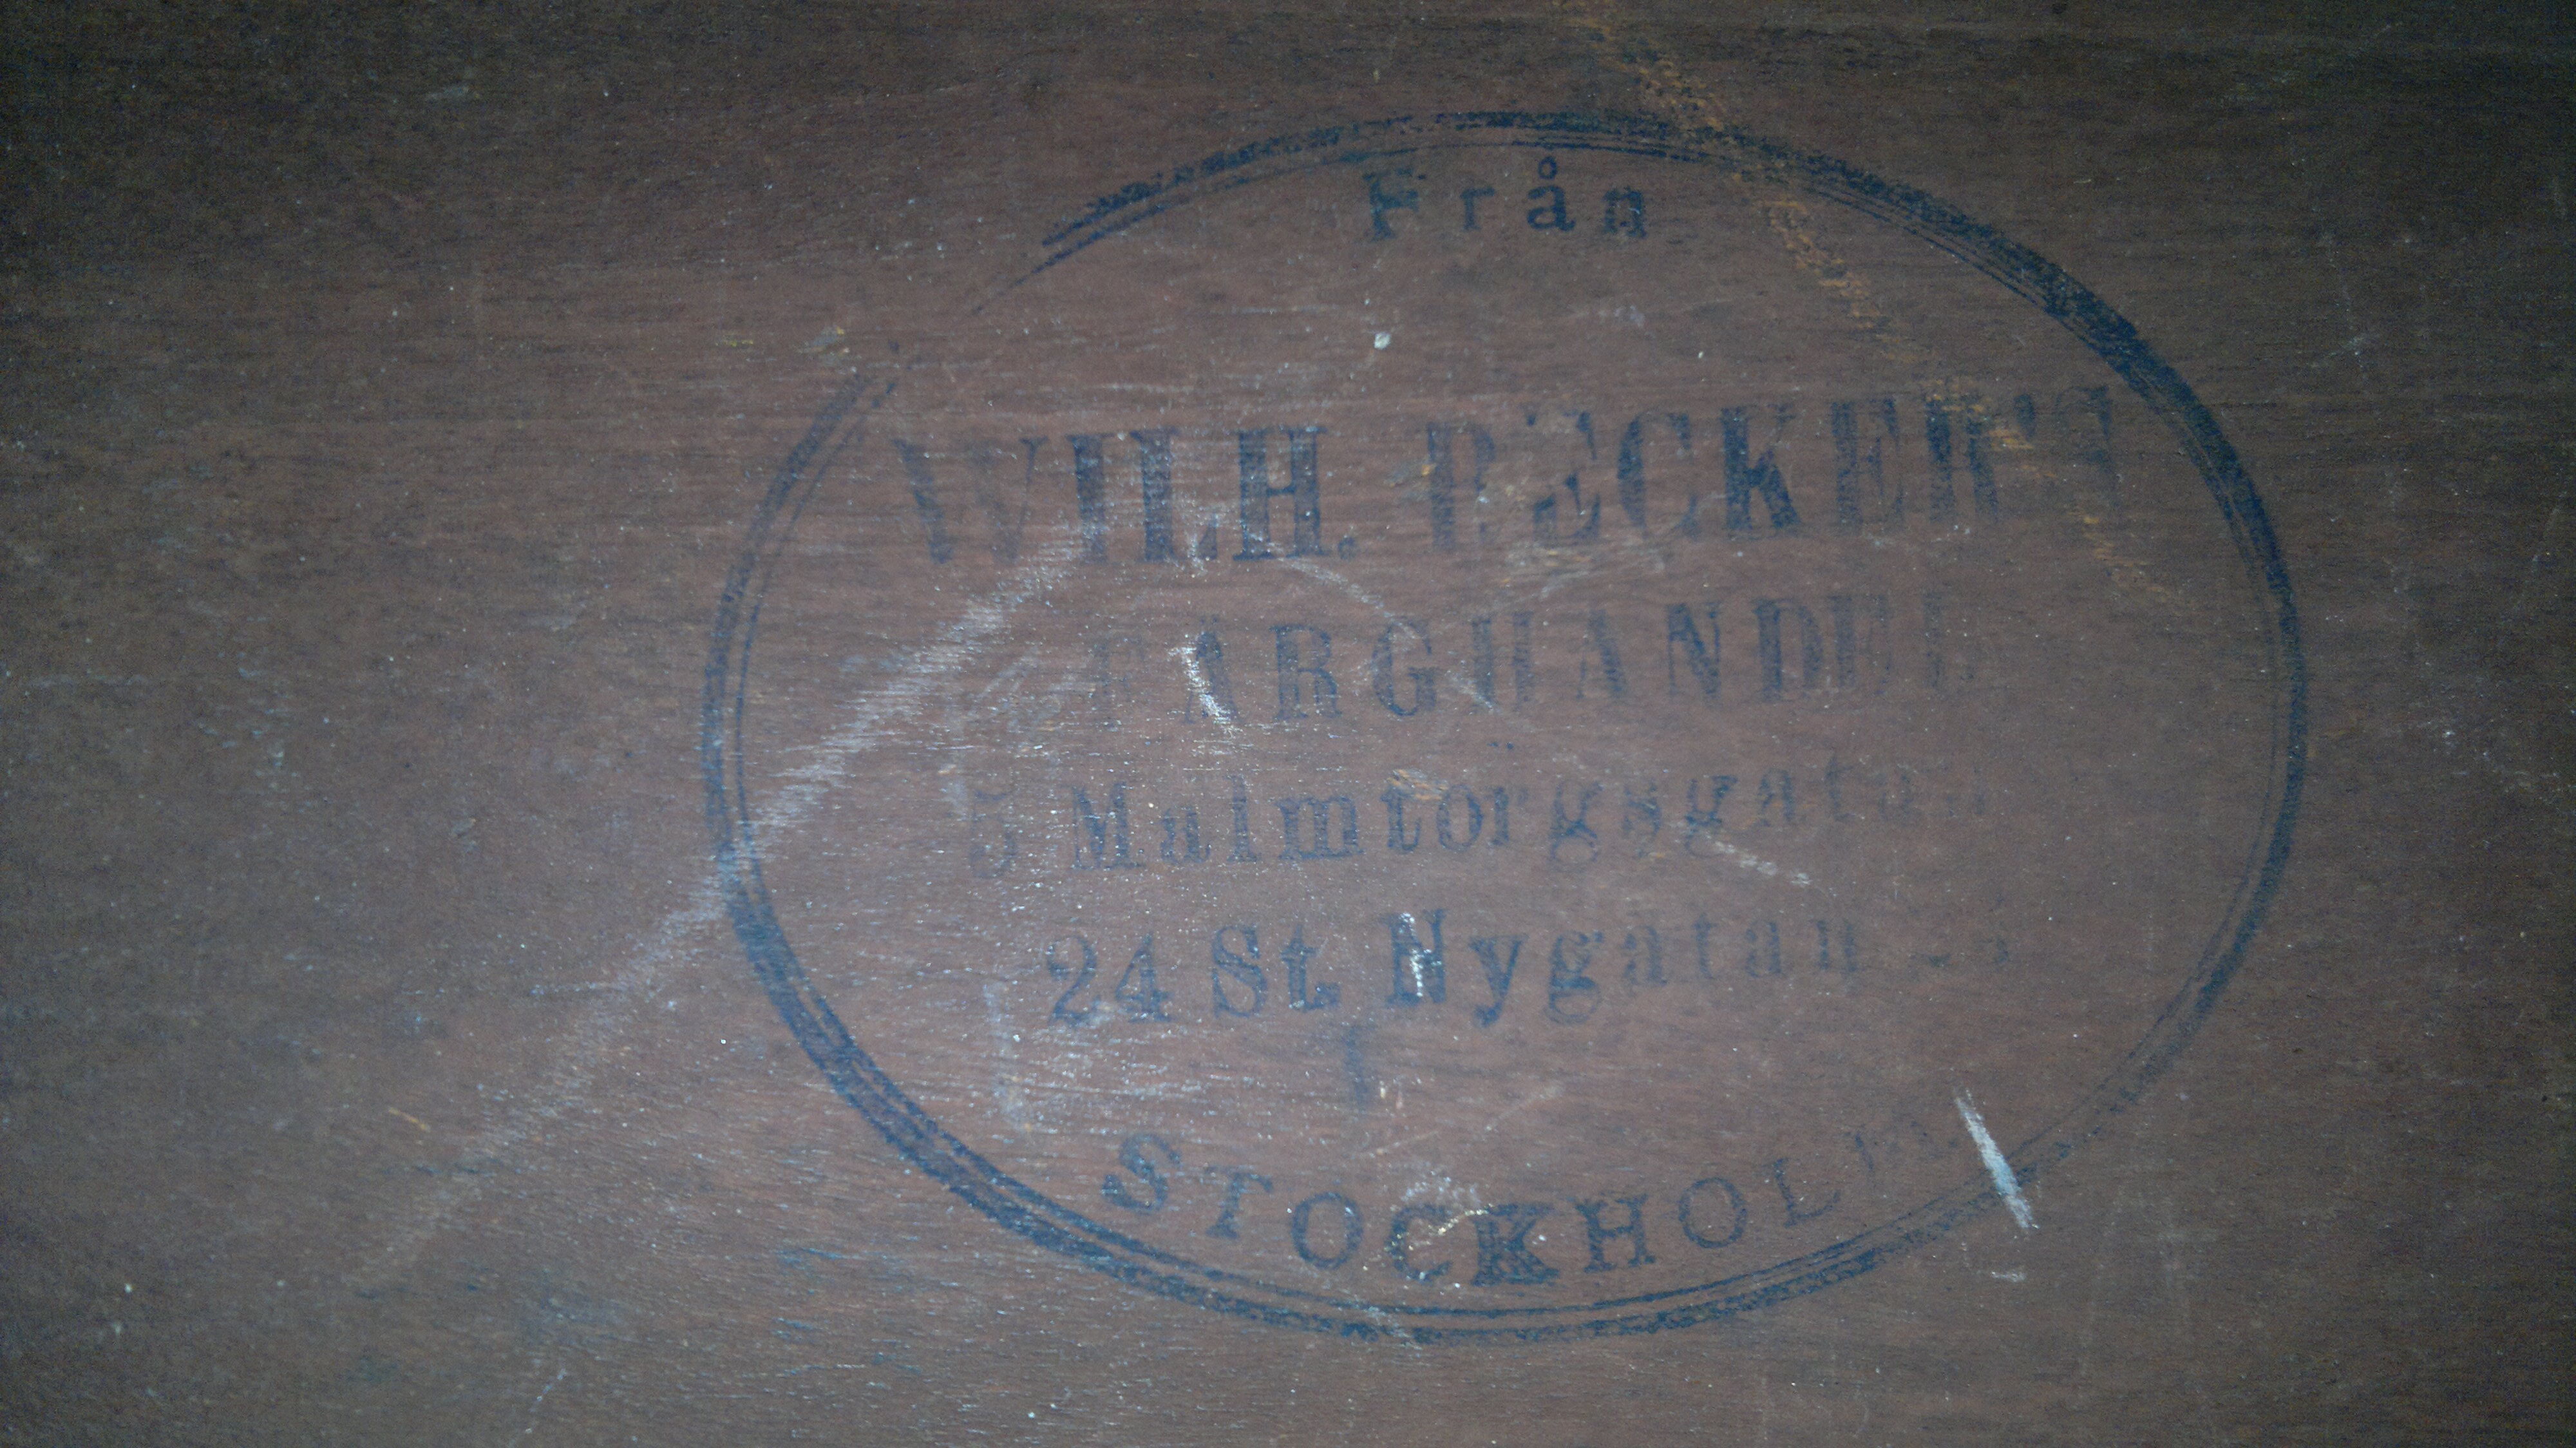 Från
WILH. BECKER'S
FÄRGHANDEL
5 Malmtorgsgatan
24 St. Nygatan
STOCKHOLM.